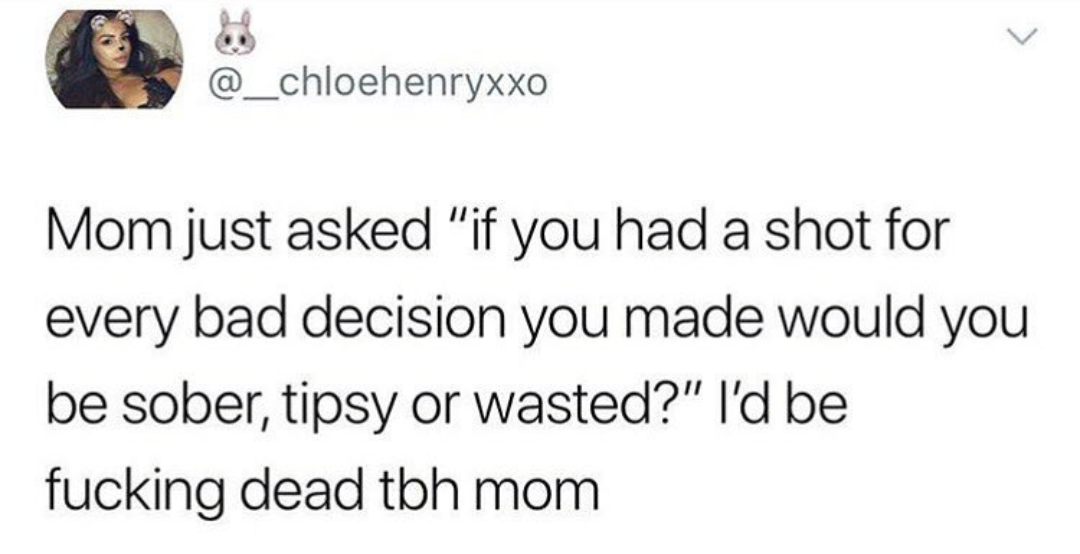 @__chloehenryxxo
Mom just asked "if you had a shot for
every bad decision you made would you
be sober, tipsy or wasted?" I'd be
fucking dead tbh mom